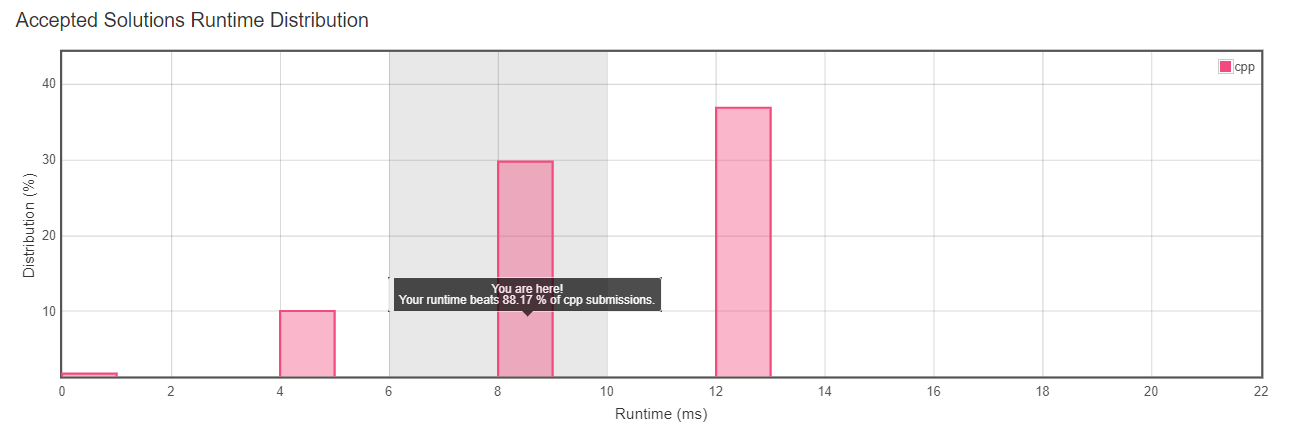 Accepted Solutions Runtime Distribution
cpp
40
30
20
10
Distribution (%)
You are here!
Your runtime beats 88.17 % of cpp submissions.
0 2 4 6 8 10 12 14 16 18 20 22
Runtime (ms)